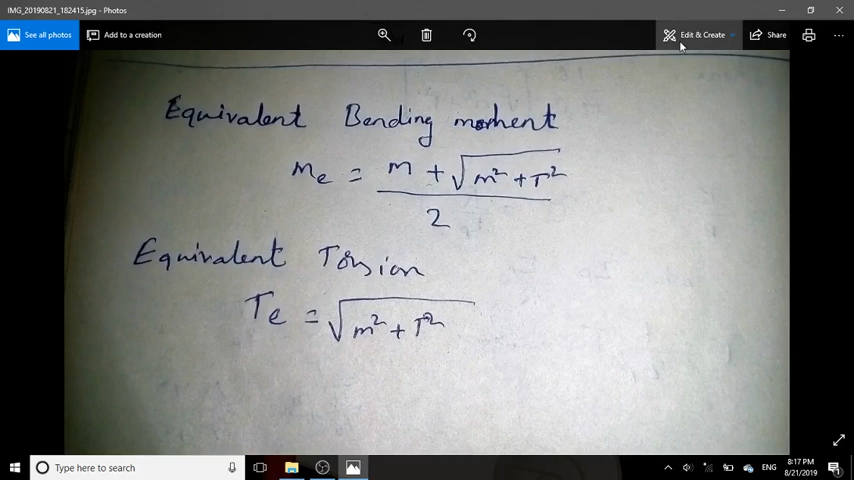 IMG_20190821_182415.jpg - Photos
See all photos
Add to a creation
Edit & Create
Share
Equivalent Bending moment
Me = m + √m² + T²
2
Equivalent Torsion
Te = √m² + T²
Type here to search
ENG
8:17 PM
8/21/2019